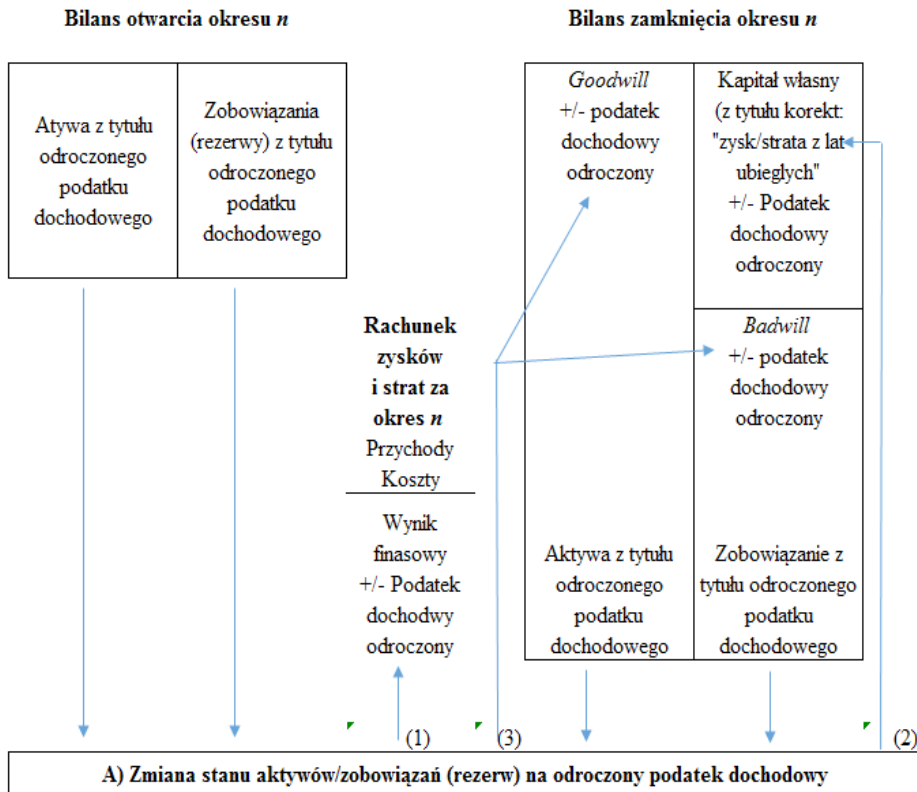 Bilans otwarcia okresu n
Bilans zamknięcia okresu n
Atywa z tytułu
odroczonego
podatku
dochodowego
Zobowiązania
(rezerwy) z tytułu
odroczonego
podatku
dochodowego
Goodwill
+/- podatek
dochodowy
odroczony
Kapitał własny
(z tytułu korekt:
"zysk/strata z lat
ubieglych"
+/- Podatek
dochodowy
odroczony
Rachunek
zysków
i strat za
okres n
Przychody
Koszty
Wynik
finasowy
+/- Podatek
dochodwy
odroczony
Badwill
+/- podatek
dochodowy
odroczony
Aktywa z tytułu
odroczonego
podatku
dochodowego
Zobowiązanie z
tytułu odroczonego
podatku
dochodowego
(1)
(3)
(2)
A) Zmiana stanu aktywów/zobowiązań (rezerw) na odroczony podatek dochodowy